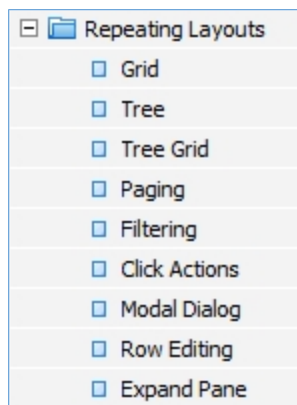 Repeating Layouts
Grid
Tree
Tree Grid
Paging
Filtering
Click Actions
Modal Dialog
Row Editing
Expand Pane